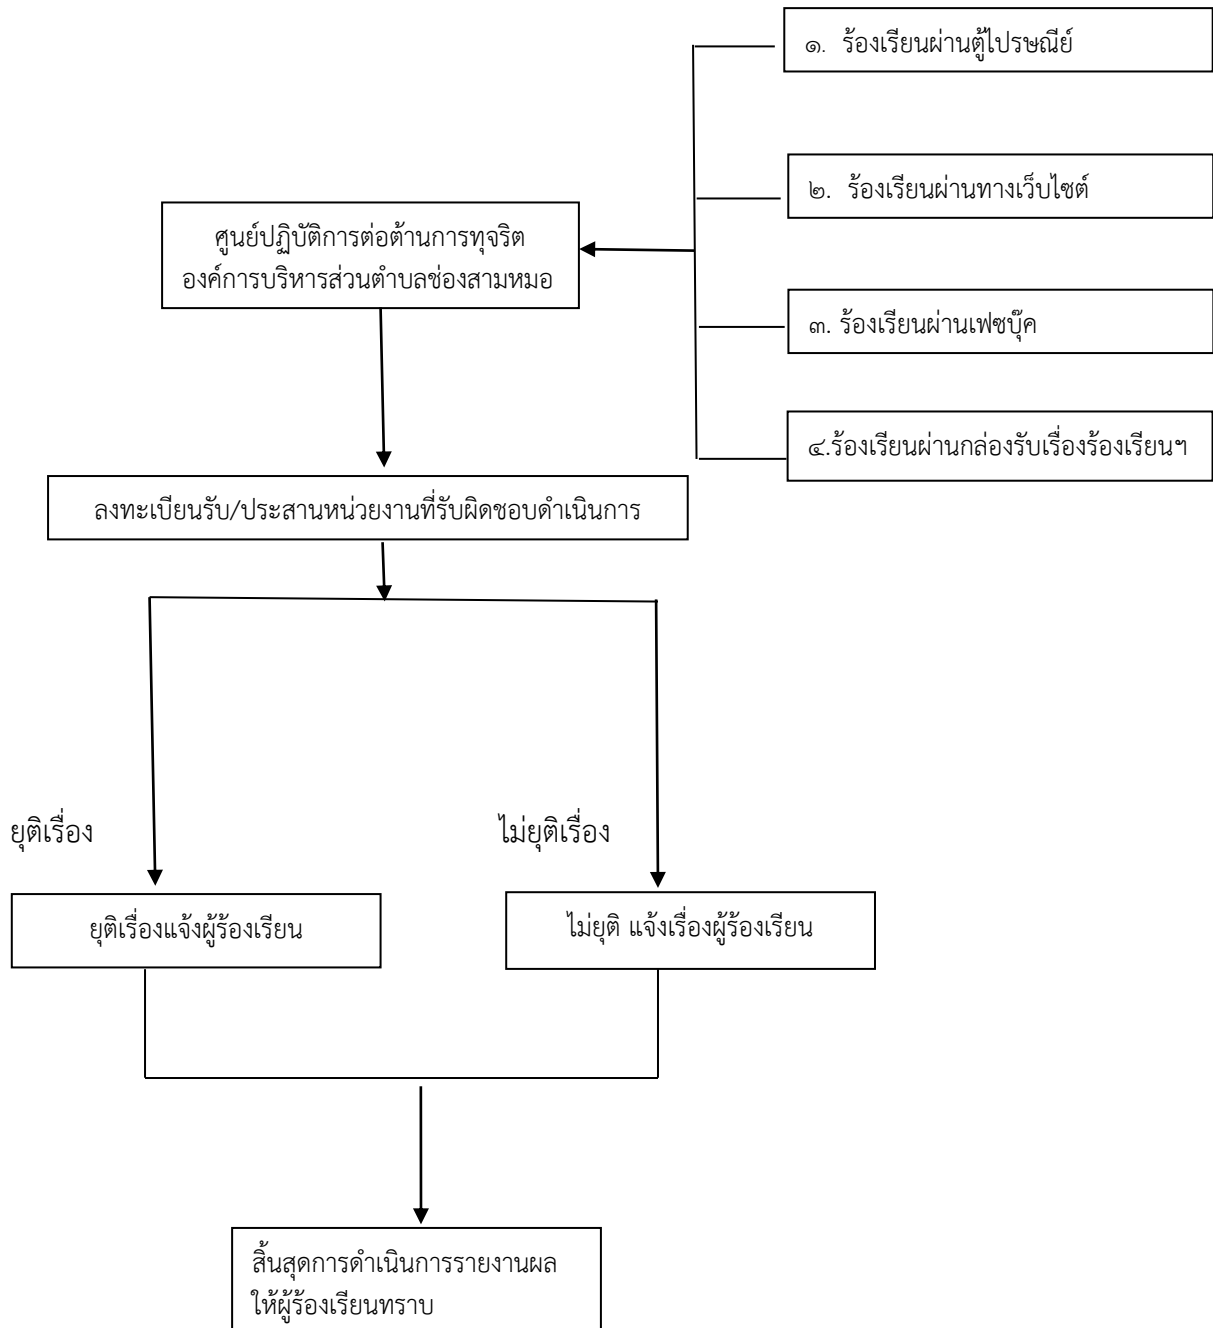 ๑. ร้องเรียนผ่านตู้ไปรษณีย์
๒. ร้องเรียนผ่านทางเว็บไซต์
ศูนย์ปฏิบัติการต่อต้านการทุจริต
องค์การบริหารส่วนตำบลช่องสามหมอ
๓. ร้องเรียนผ่านเฟซบุ๊ค
๔.ร้องเรียนผ่านกล่องรับเรื่องร้องเรียนฯ
ลงทะเบียนรับ/ประสานหน่วยงานที่รับผิดชอบดำเนินการ
ยุติเรื่อง
ไม่ยุติเรื่อง
ยุติเรื่องแจ้งผู้ร้องเรียน
ไม่ยุติ แจ้งเรื่องผู้ร้องเรียน
สิ้นสุดการดำเนินการรายงานผล
ให้ผู้ร้องเรียนทราบ